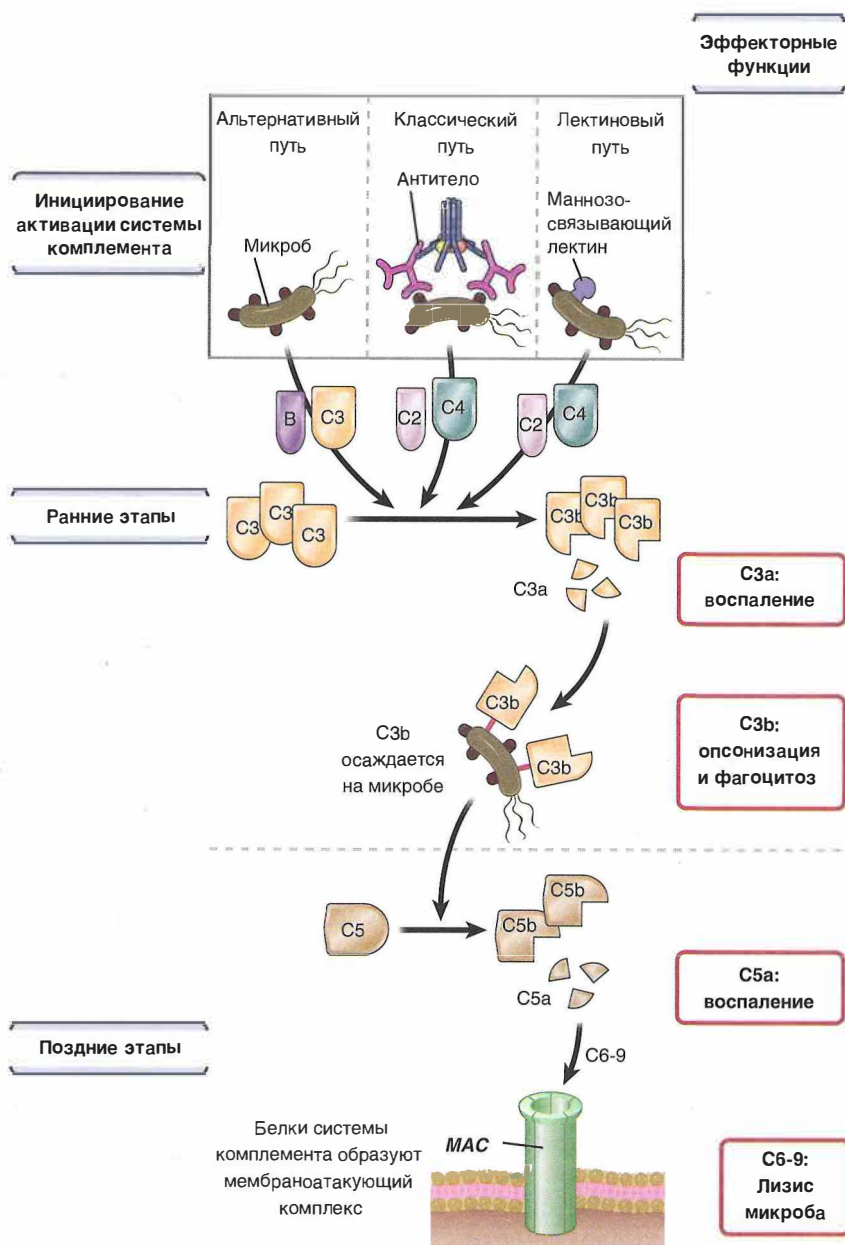 Эффекторные
функции
Альтернативный
путь
Классический
путь
Лектиновый
путь
Инициирование
активации системы
комплемента
Микроб
Антитело
Маннозо-
связывающий
лектин
B
C3
C2
C4
C2
C4
Ранние этапы
C3
C3
C3
C3b
C3b
C3b
C3a
C3a:
воспаление
C3b
осаждается
на микробе
C3b
C3b
C3b:
опсонизация
и фагоцитоз
C5
C5b
C5b
C5a
C5a:
воспаление
Поздние этапы
C6-9
Белки системы
комплемента образуют
мембраноатакующий
комплекс
MAC
C6-9:
Лизис
микроба